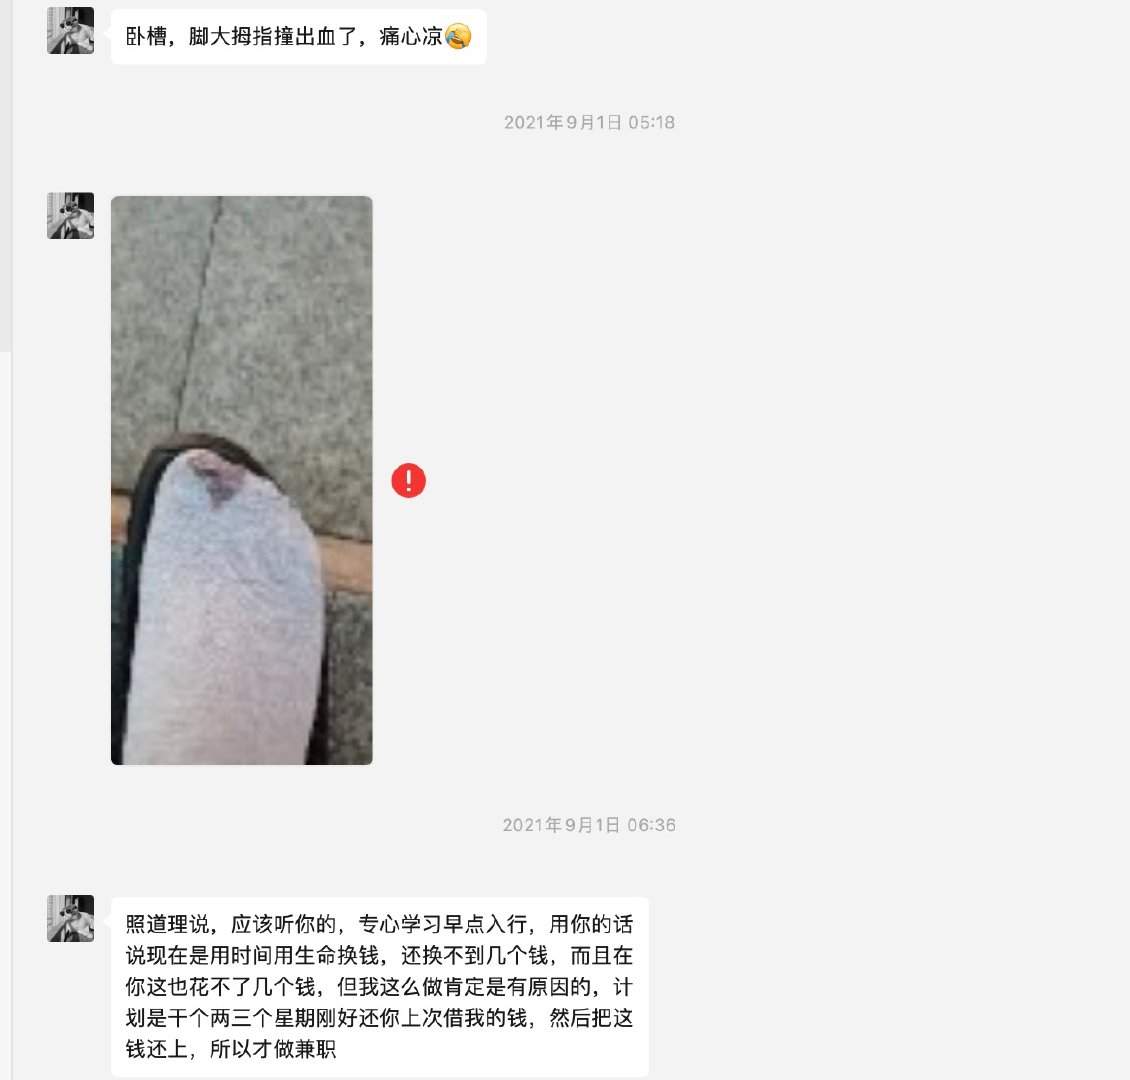 卧槽，脚大拇指撞出血了，痛心凉
2021年9月1日 05:18
2021年9月1日 06:36
照道理说，应该听你的，专心学习早点入行，用你的话
说现在是用时间用生命换钱，还换不到几个钱，而且在
你这也花不了几个钱，但我这么做肯定是有原因的，计
划是干个两三个星期刚好还你上次借我的钱，然后把这
钱还上，所以才做兼职